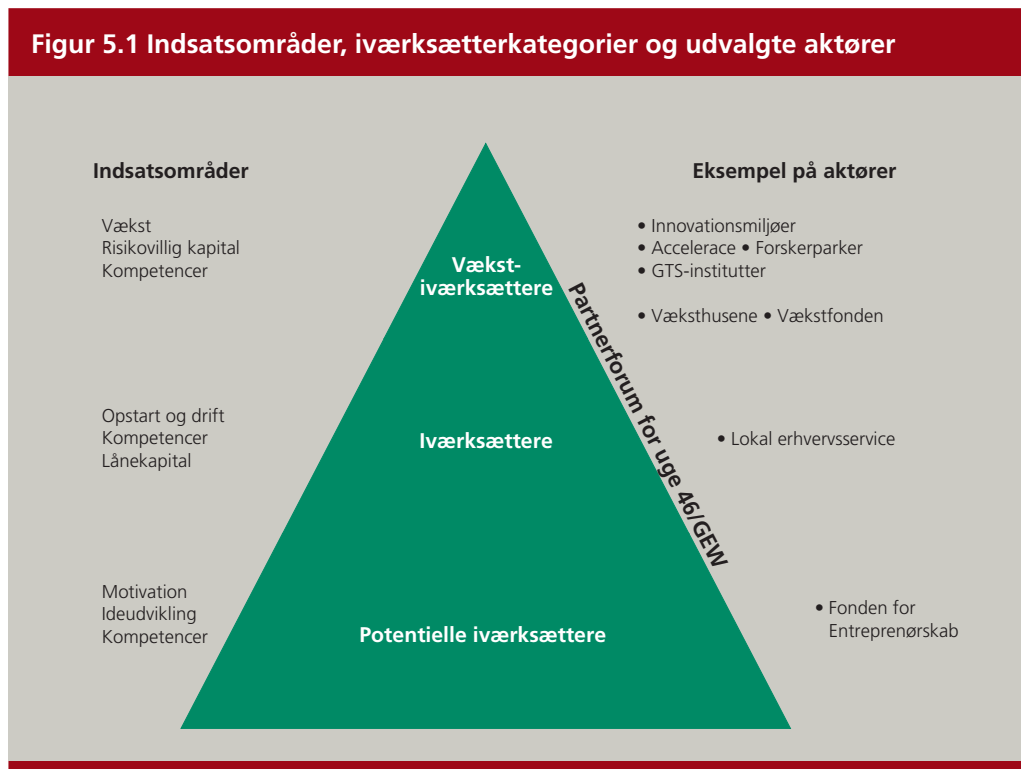 Figur 5.1 Indsatsområder, iværksætterkategorier og udvalgte aktører
Indsatsområder
Vækst
Risikovillig kapital
Kompetencer
Opstart og drift
Kompetencer
Lånekapital
Motivation
Ideudvikling
Kompetencer
Vækst-
iværksættere
Iværksættere
Potentielle iværksættere
Partnerforum for uge 46/GEW
Eksempel på aktører
• Innovationsmiljøer
• Accelerace • Forskerparker
• GTS-institutter
• Væksthusene • Vækstfonden
• Lokal erhvervsservice
• Fonden for
Entreprenørskab